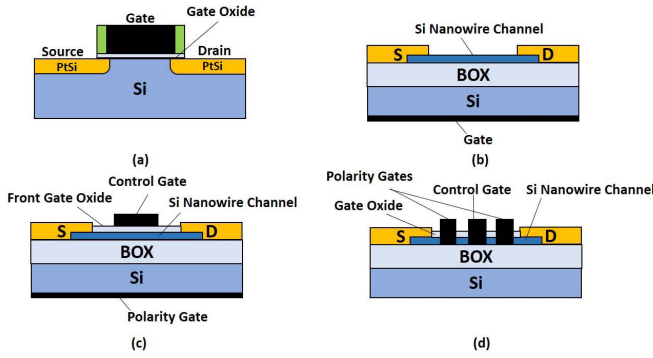 Gate
Gate Oxide
Source
Drain
PtSi
PtSi
Si
(a)
Si Nanowire Channel
S
D
BOX
Si
Gate
(b)
Control Gate
Front Gate Oxide
Si Nanowire Channel
S
D
BOX
Si
Polarity Gate
(c)
Polarity Gates
Control Gate
Si Nanowire Channel
Gate Oxide
S
D
BOX
Si
(d)